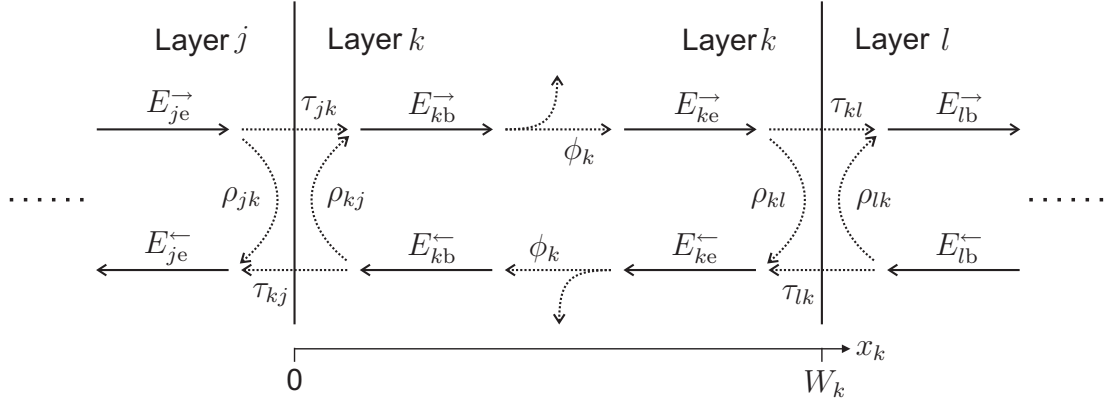 Layer j Layer k Layer k Layer l
E_{je}^{→} τ_{jk} E_{kb}^{→} E_{ke}^{→} τ_{kl} E_{lb}^{→}
ϕ_k
...... ρ_{jk} ρ_{kj} ρ_{kl} ρ_{lk} ......
E_{je}^{←} E_{kb}^{←} ϕ_k E_{ke}^{←} E_{lb}^{←}
τ_{kj} τ_{lk}
x_k
0 W_k